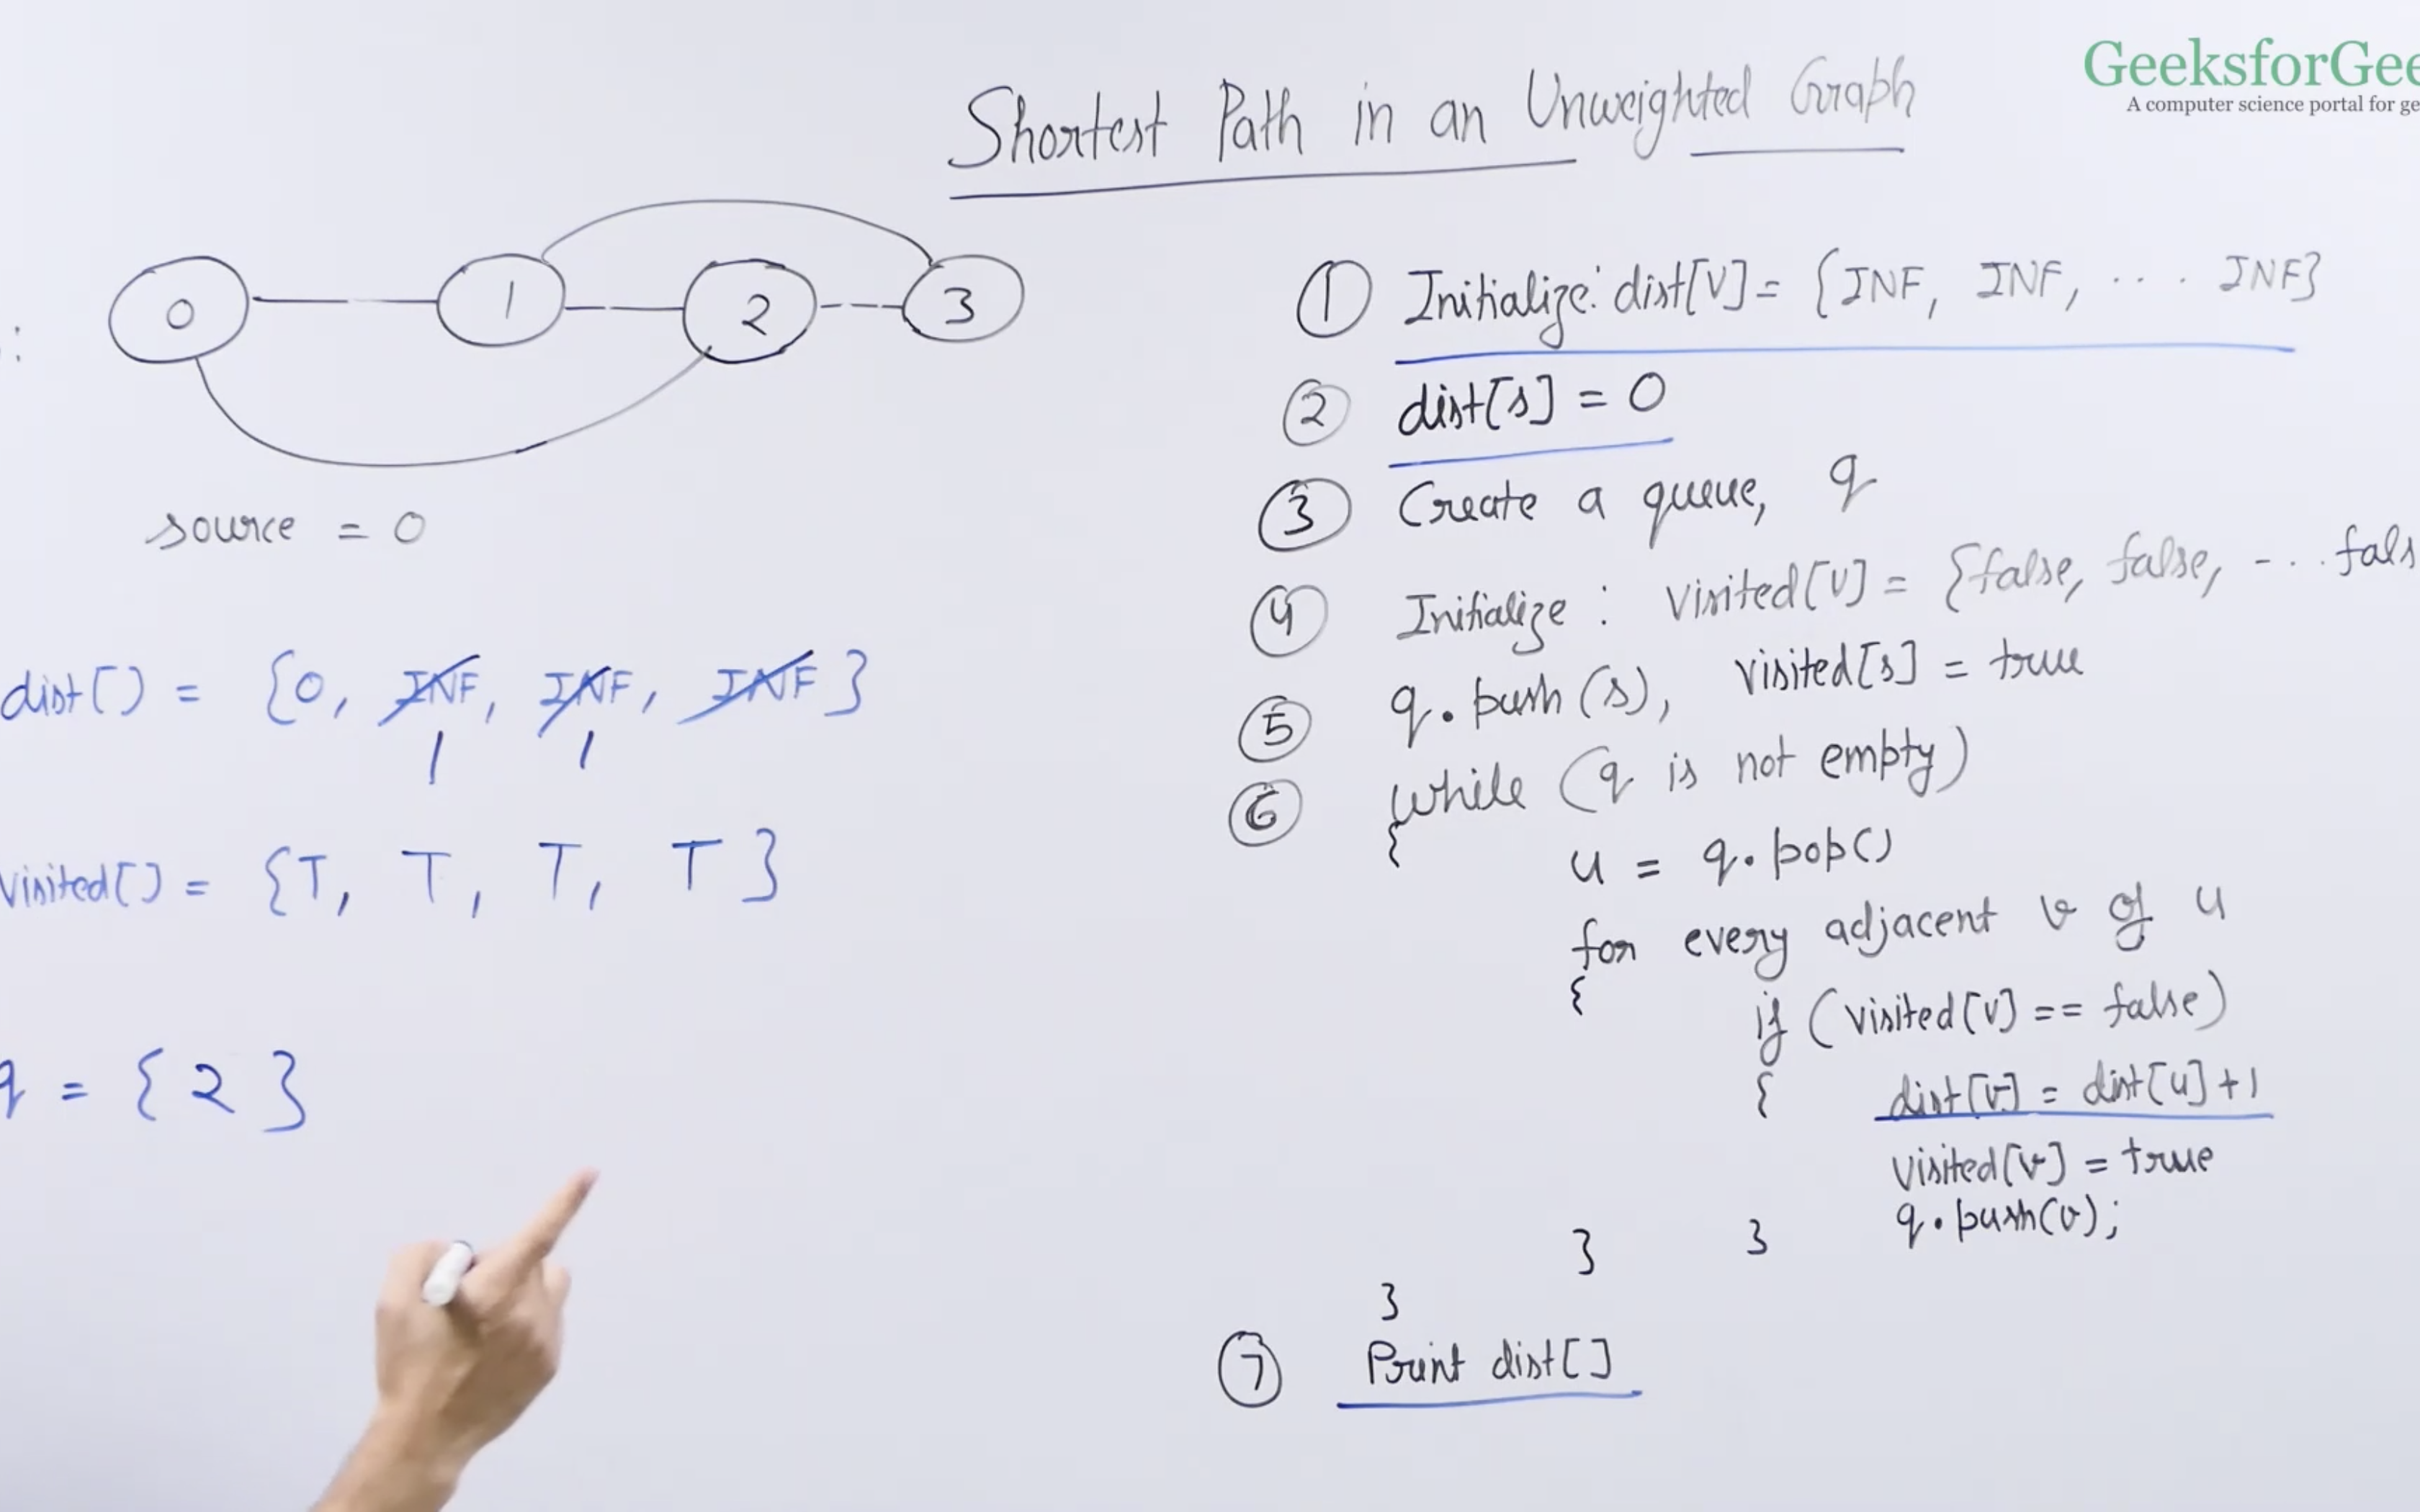 GeeksforGee
A computer science portal for ge
Shortest Path in an Unweighted Graph
0 1 2 3
:
source = 0
dist[] = {0, INF, INF, INF}
1 1
visited[] = {T, T, T, T}
q = {2}
① Initialize: dist[V] = {INF, INF, ... INF}
② dist[s] = 0
③ Create a queue, q
④ Initialize : visited[V] = {false, false, ... fals
⑤ q.push(s), visited[s] = true
⑥ while (q is not empty)
{
u = q.pop()
for every adjacent v of u
{
if (visited[v] == false)
{ dist[v] = dist[u]+1
visited[v] = true
q.push(v);
} }
}
⑦ Print dist[]